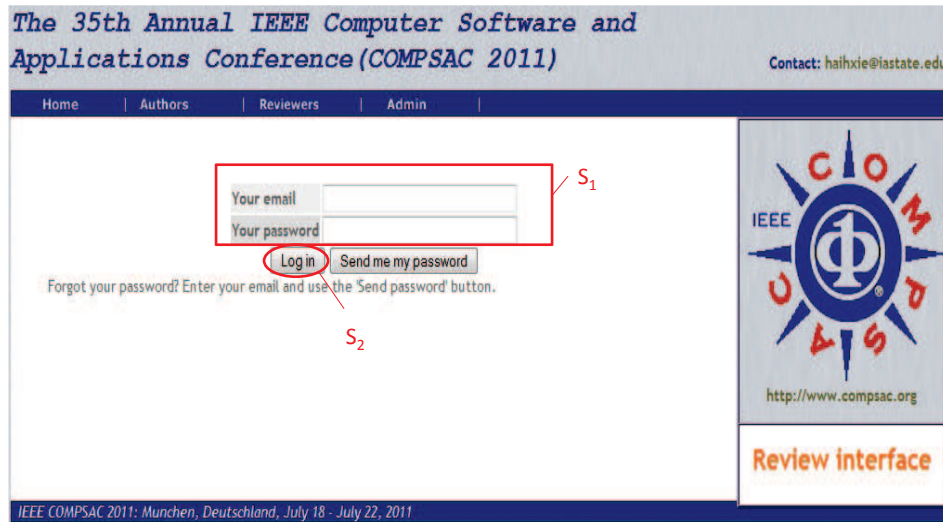 The 35th Annual IEEE Computer Software and
Applications Conference(COMPSAC 2011)
Contact: haihxie@iastate.edu
Home | Authors | Reviewers | Admin |
Your email
S1
Your password
Log in Send me my password
Forgot your password? Enter your email and use the 'Send password' button.
S2
IEEE
COMPSAC
®
http://www.compsac.org
Review interface
IEEE COMPSAC 2011: Munchen, Deutschland, July 18 - July 22, 2011